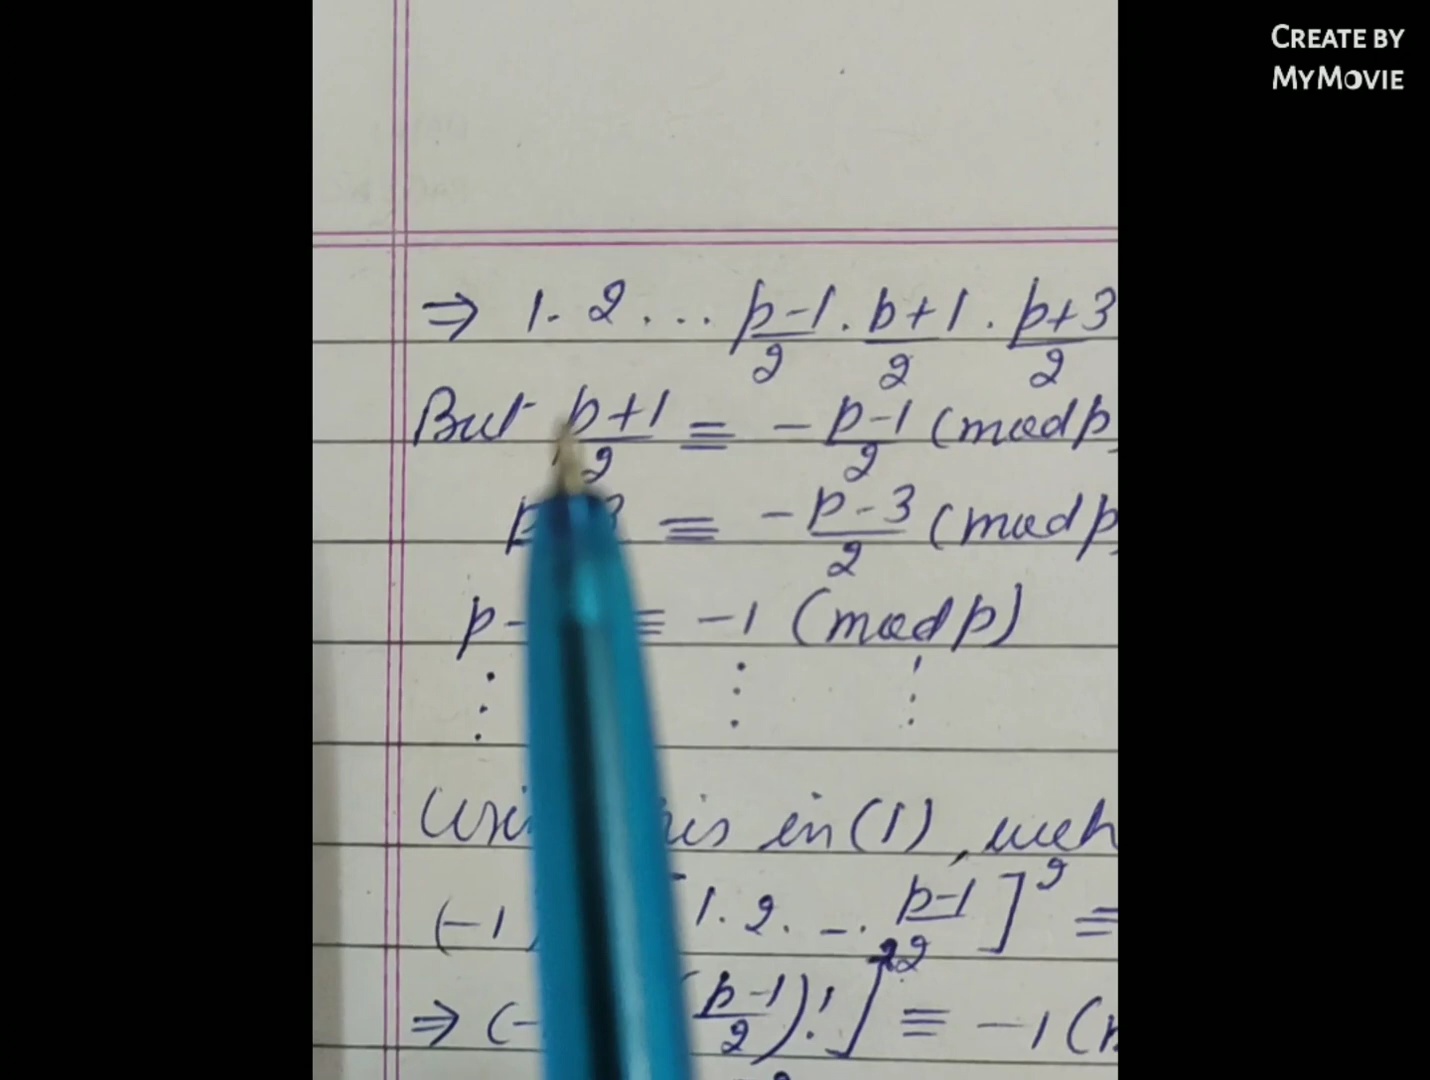 CREATE BY
MYMOVIE
⇒ 1. 2 . . . p-1/2 . p+1/2 . p+3/2
But p+1/2 ≡ - p-1/2 (mod p
≡ - p-3/2 (mod p
p- ≡ -1 (mod p)
in (1),
(-1 1. 2. -. p-1/2 ]² ≡
⇒ (- (p-1/2)! ]² ≡ -1 (